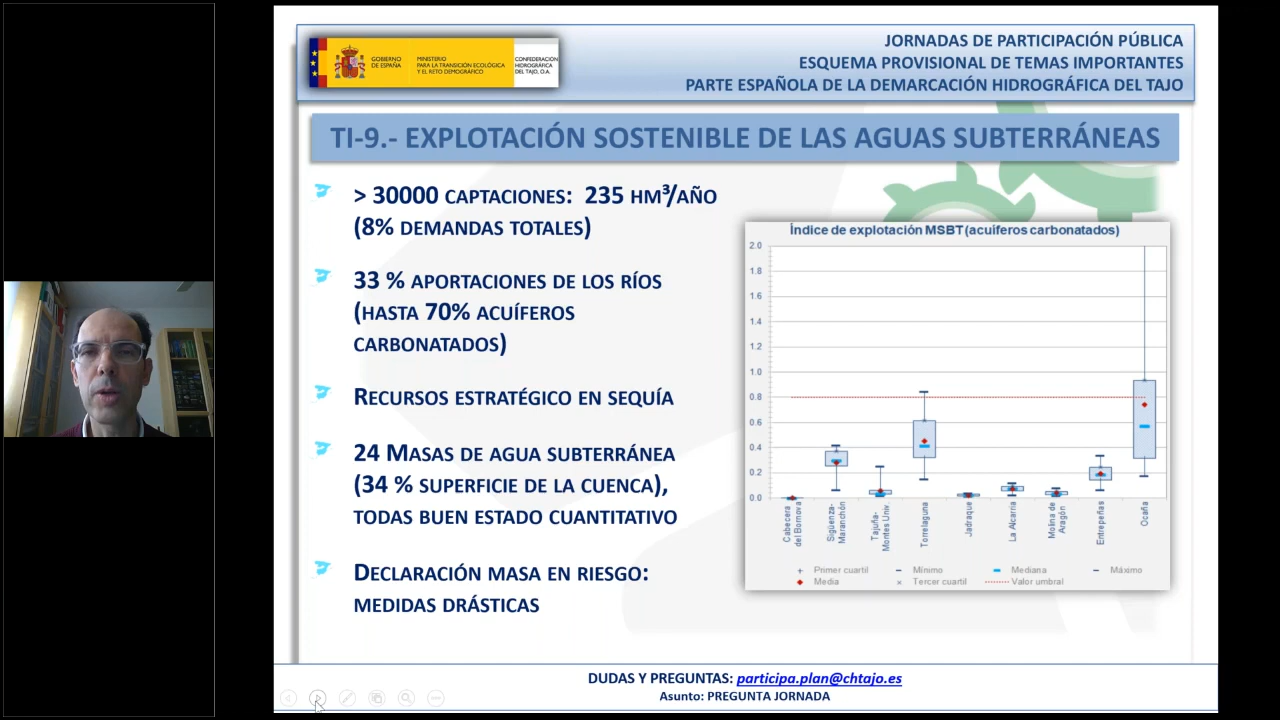 GOBIERNO
DE ESPAÑA
MINISTERIO
PARA LA TRANSICIÓN ECOLÓGICA
Y EL RETO DEMOGRÁFICO
CONFEDERACIÓN
HIDROGRÁFICA
DEL TAJO, O.A.
JORNADAS DE PARTICIPACIÓN PÚBLICA
ESQUEMA PROVISIONAL DE TEMAS IMPORTANTES
PARTE ESPAÑOLA DE LA DEMARCACIÓN HIDROGRÁFICA DEL TAJO
TI-9.- EXPLOTACIÓN SOSTENIBLE DE LAS AGUAS SUBTERRÁNEAS
> 30000 CAPTACIONES: 235 HM³/AÑO
(8% DEMANDAS TOTALES)
33 % APORTACIONES DE LOS RÍOS
(HASTA 70% ACUÍFEROS
CARBONATADOS)
RECURSOS ESTRATÉGICO EN SEQUÍA
24 MASAS DE AGUA SUBTERRÁNEA
(34 % SUPERFICIE DE LA CUENCA),
TODAS BUEN ESTADO CUANTITATIVO
DECLARACIÓN MASA EN RIESGO:
MEDIDAS DRÁSTICAS
Índice de explotación MSBT (acuíferos carbonatados)
2.0
1.8
1.6
1.4
1.2
1.0
0.8
0.6
0.4
0.2
0.0
Cabecera
del Bornova
Sigüenza-
Maranchón
Tajuña-
Montes Univ.
Torrelaguna
Jadraque
La Alcarria
Molina de
Aragón
Entrepeñas
Ocaña
Primer cuartil
Mínimo
Mediana
Máximo
Media
Tercer cuartil
Valor umbral
DUDAS Y PREGUNTAS: participa.plan@chtajo.es
Asunto: PREGUNTA JORNADA